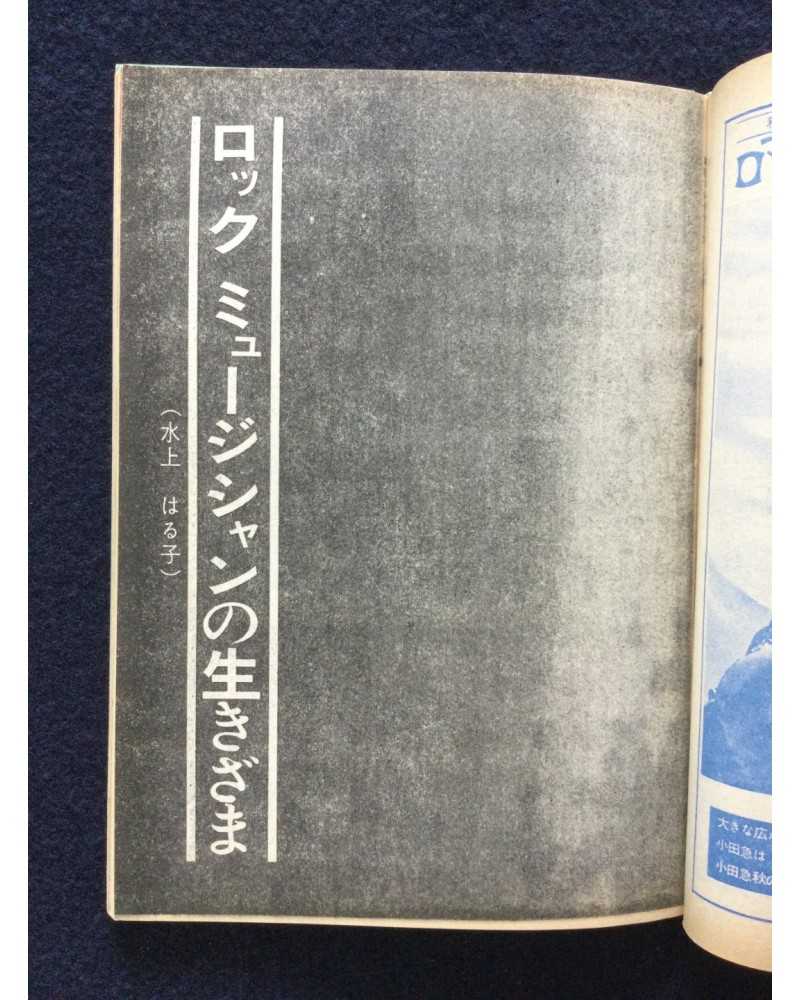 ロック ミュージシャンの生きざま
(水上 はる子)
大きな広
小田急は
小田急秋の